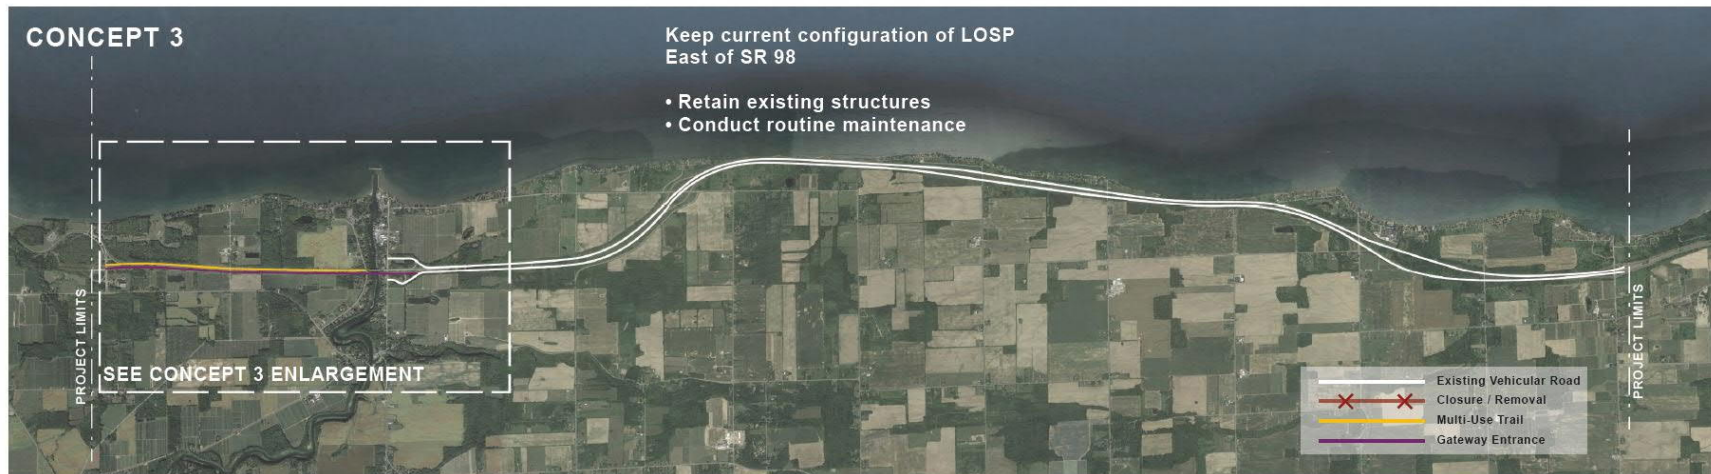 CONCEPT 3
Keep current configuration of LOSP
East of SR 98
• Retain existing structures
• Conduct routine maintenance
PROJECT LIMITS
SEE CONCEPT 3 ENLARGEMENT
PROJECT LIMITS
Existing Vehicular Road
Closure / Removal
Multi-Use Trail
Gateway Entrance